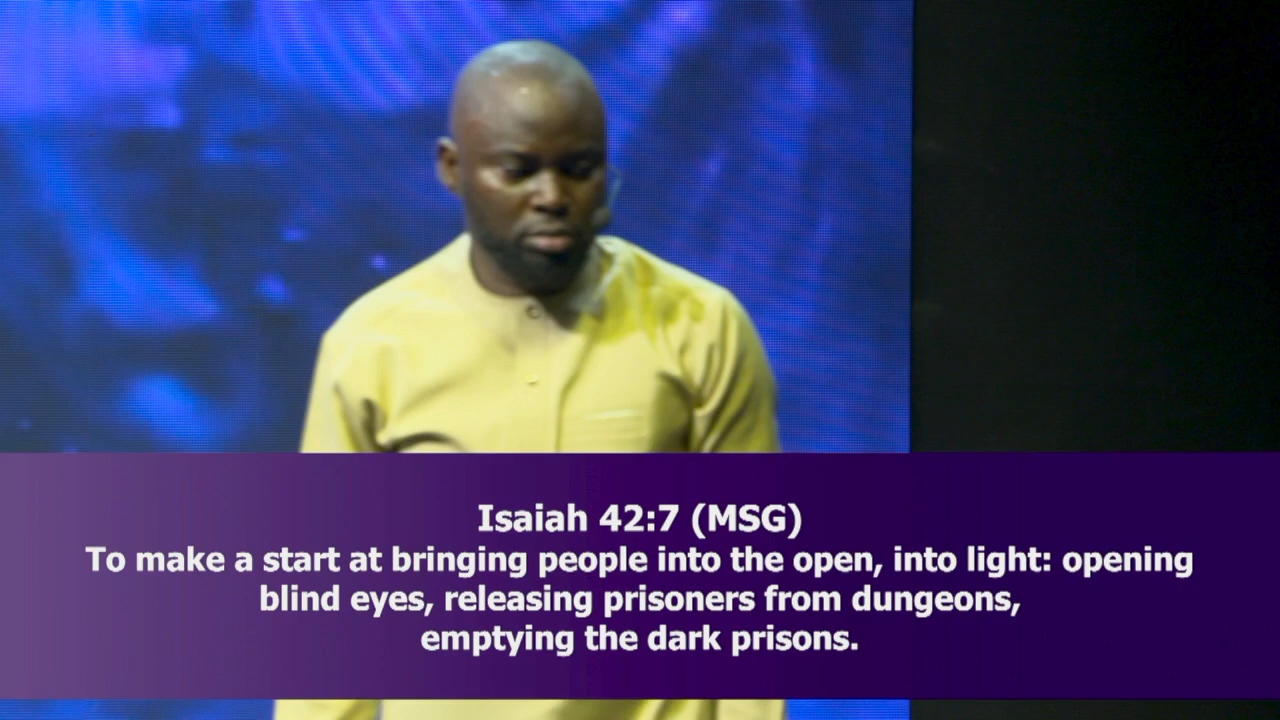 Isaiah 42:7 (MSG)
To make a start at bringing people into the open, into light: opening
blind eyes, releasing prisoners from dungeons,
emptying the dark prisons.